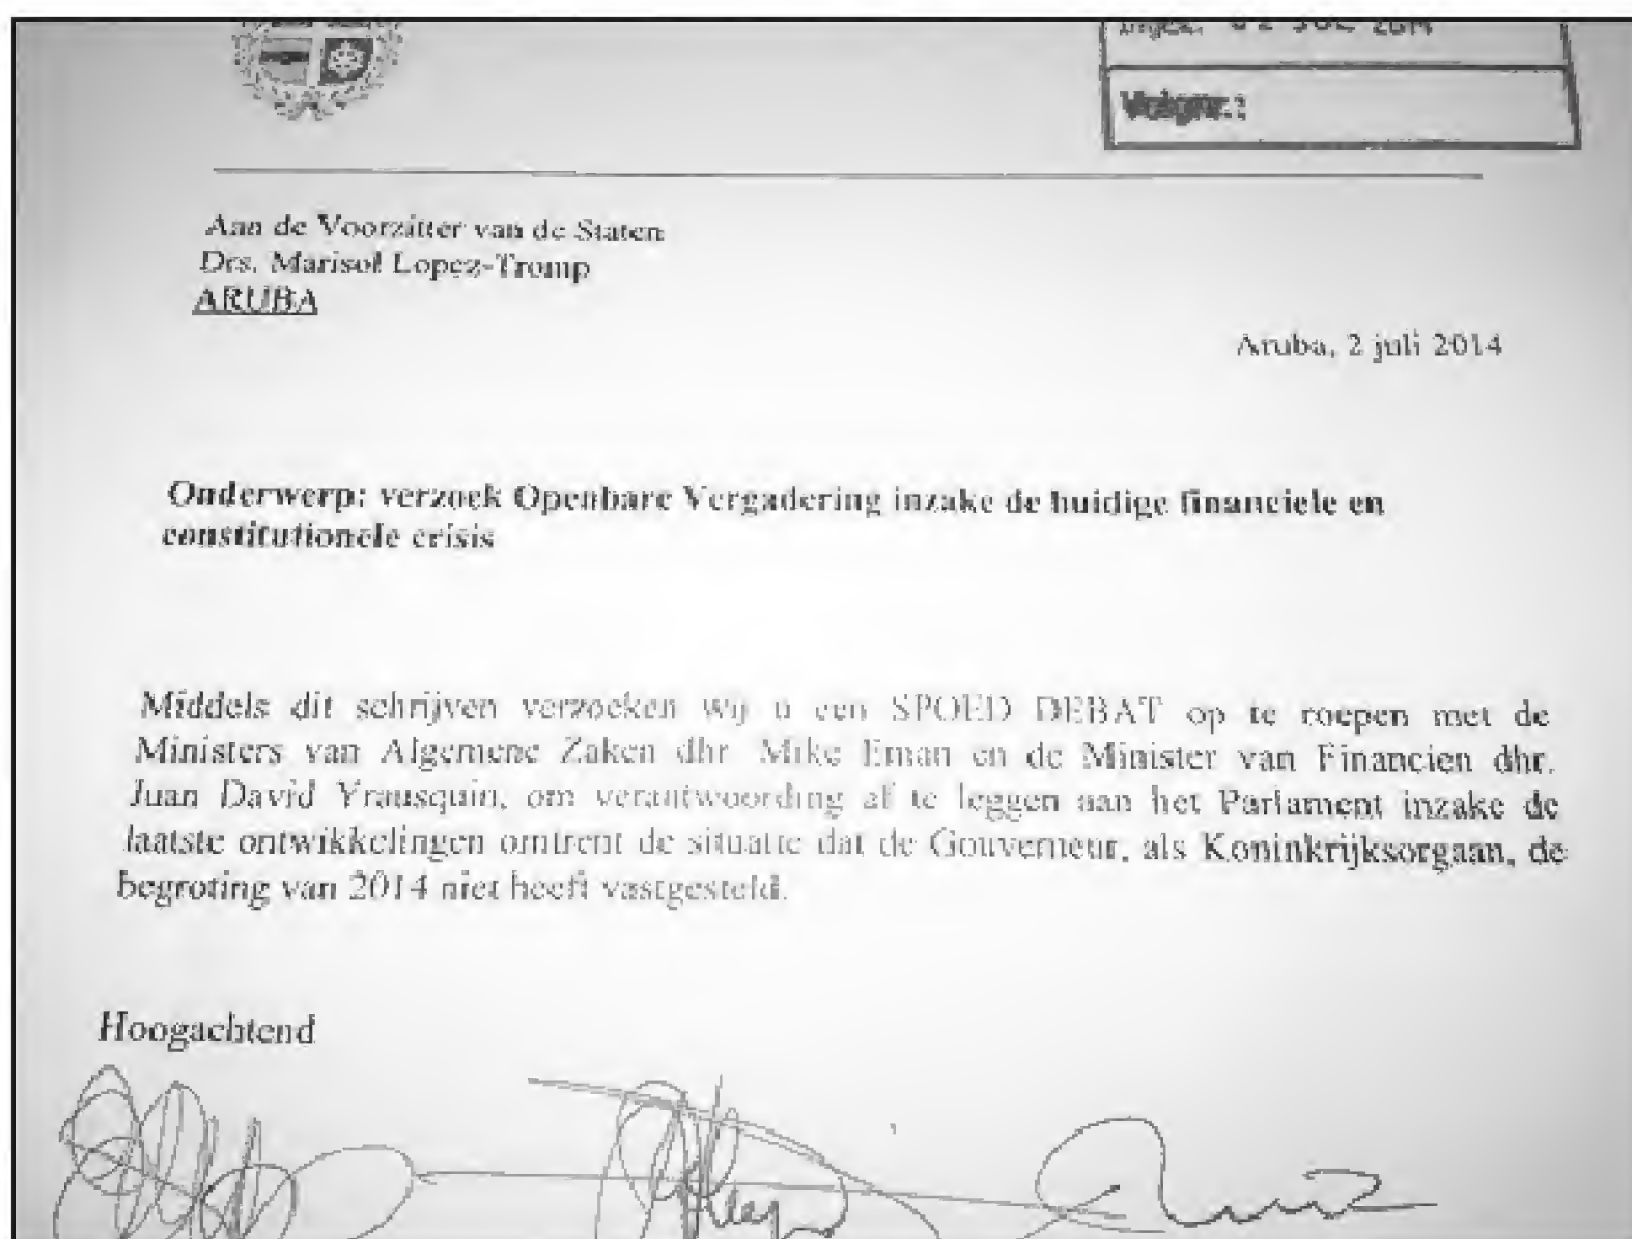 02 JUL 2014
Volgnr.:
Aan de Voorzitter van de Staten
Drs. Marisol Lopez-Tromp
ARUBA
Aruba, 2 juli 2014
Onderwerp: verzoek Openbare Vergadering inzake de huidige financiele en
constitutionele crisis
Middels dit schrijven verzoeken wij u een SPOED DEBAT op te roepen met de
Ministers van Algemene Zaken dhr. Mike Eman en de Minister van Financien dhr.
Juan David Yrausquin, om verantwoording af te leggen aan het Parlament inzake de
laatste ontwikkelingen omtrent de situatie dat de Gouverneur, als Koninkrijksorgaan, de
begroting van 2014 niet heeft vastgesteld.
Hoogachtend